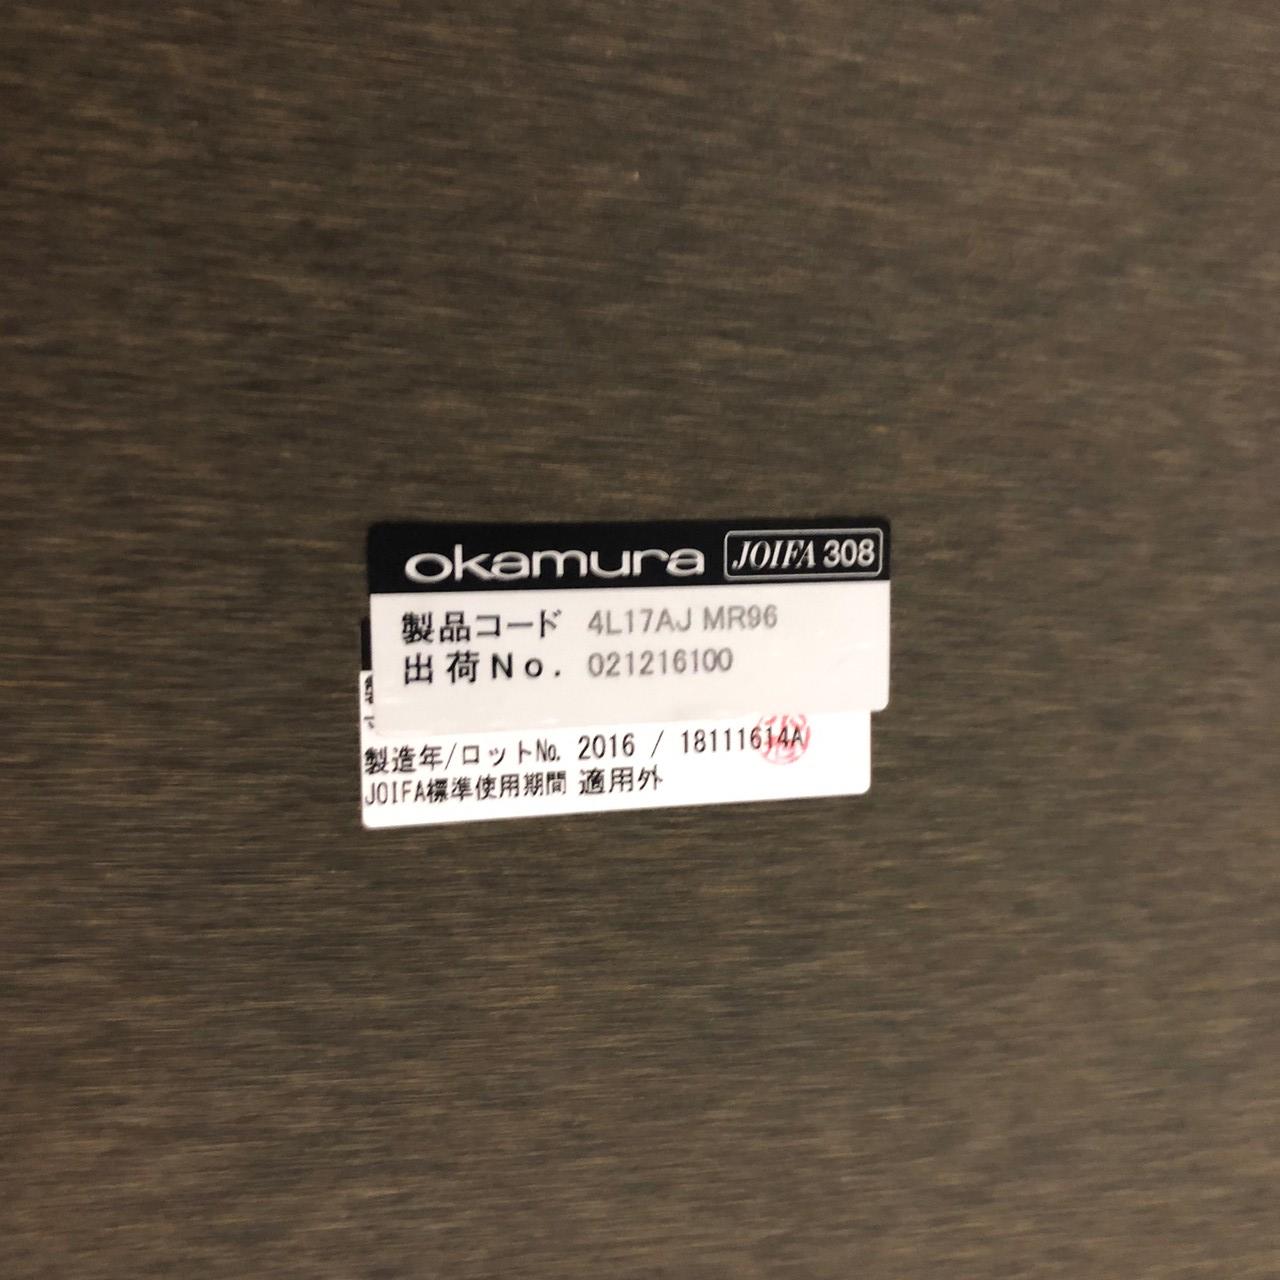 okamura JOIFA 308
製品コード 4L17AJ MR96
出荷No. 021216100
製造年/ロット№ 2016 / 18111614A
JOIFA標準使用期間 適用外